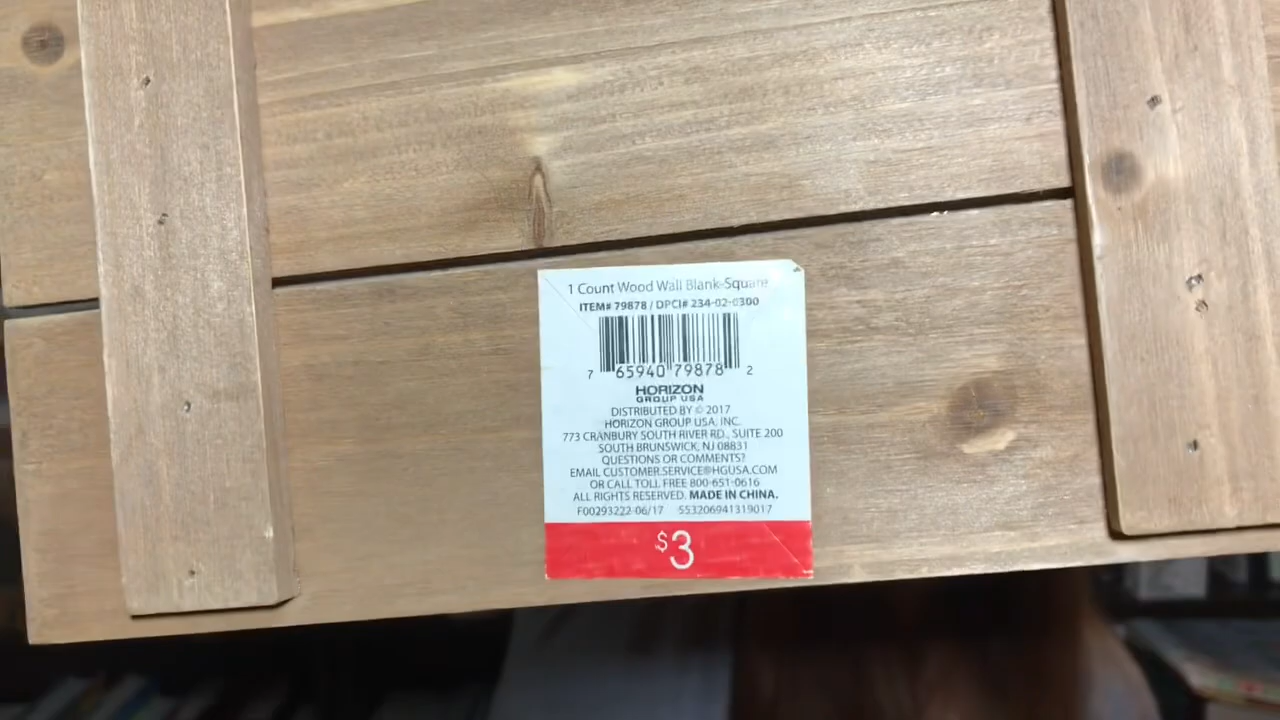 1 Count Wood Wall Blank-Square
ITEM# 79878 / DPCI# 234-02-0300
7 65940 79878 2
HORIZON
GROUP USA
DISTRIBUTED BY © 2017
HORIZON GROUP USA, INC.
773 CRANBURY SOUTH RIVER RD., SUITE 200
SOUTH BRUNSWICK, NJ 08831
QUESTIONS OR COMMENTS?
EMAIL CUSTOMER.SERVICE@HGUSA.COM
OR CALL TOLL FREE 800-651-0616
ALL RIGHTS RESERVED. MADE IN CHINA.
F00293222-06/17 553206941319017
$3